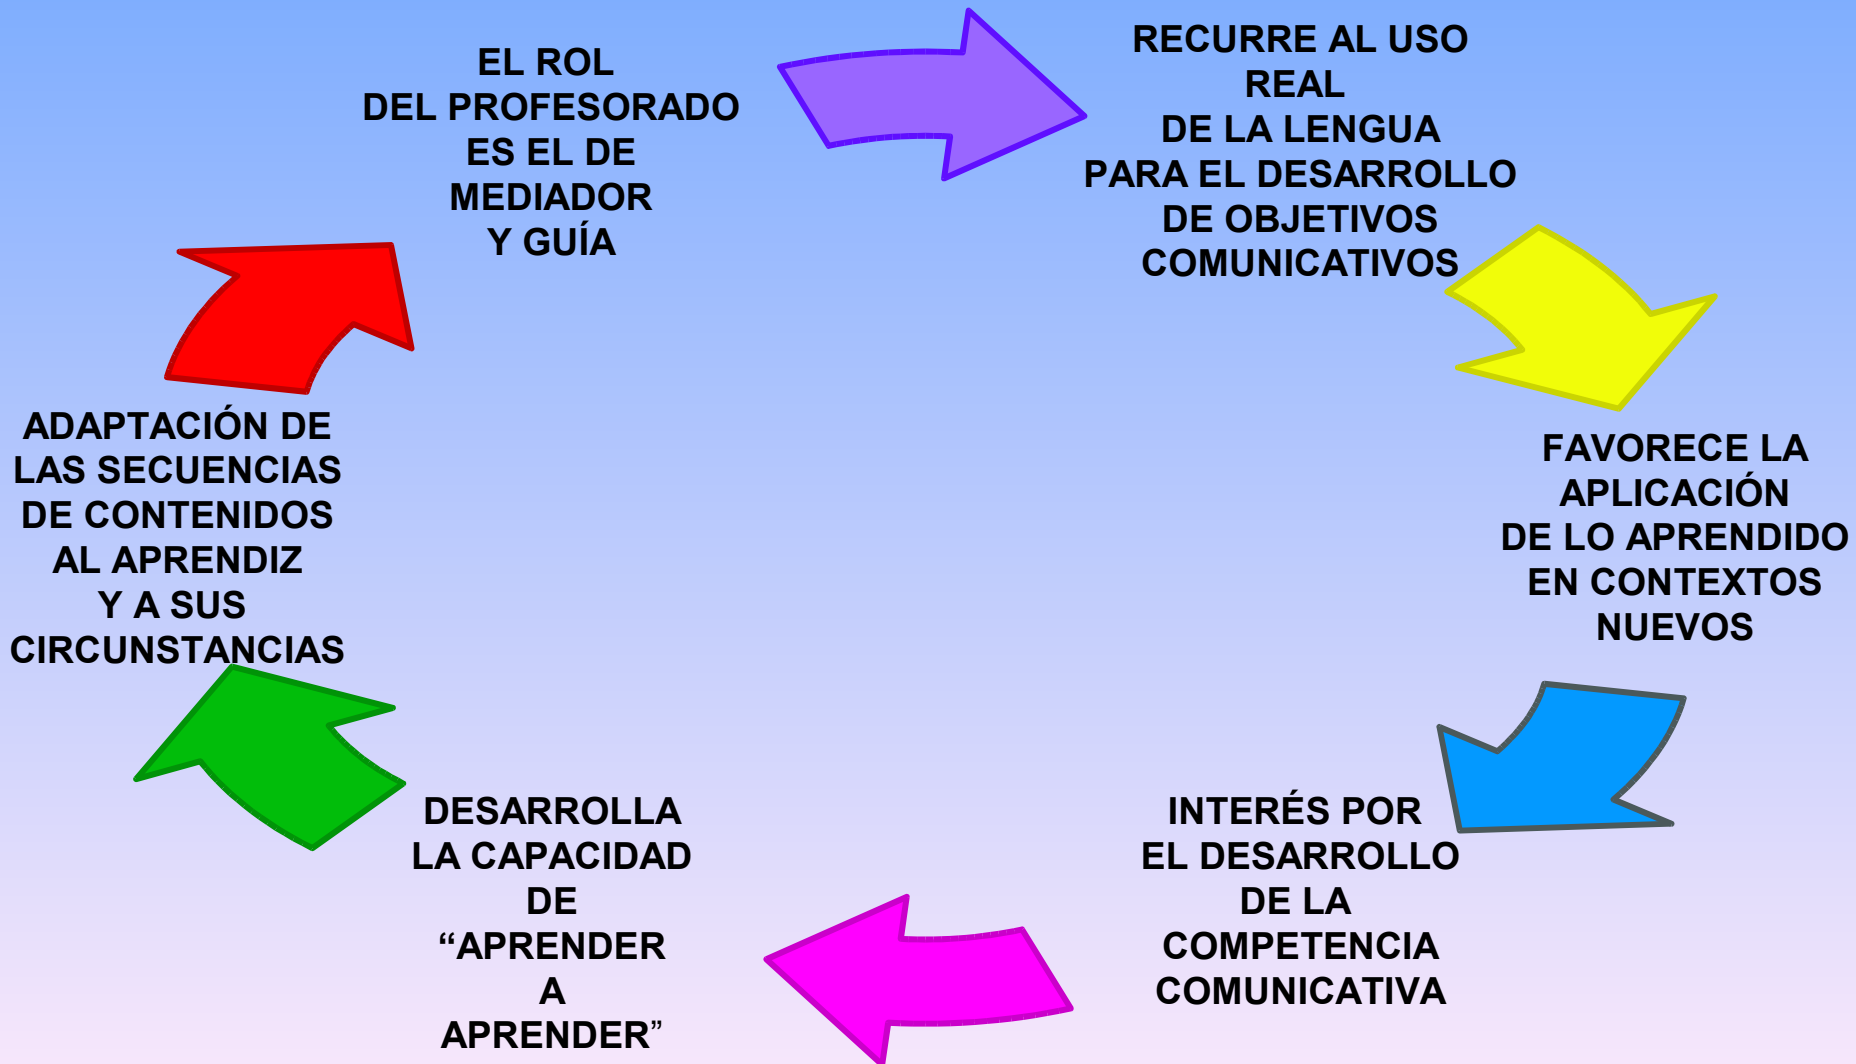 EL ROL
DEL PROFESORADO
ES EL DE
MEDIADOR
Y GUÍA
RECURRE AL USO
REAL
DE LA LENGUA
PARA EL DESARROLLO
DE OBJETIVOS
COMUNICATIVOS
FAVORECE LA
APLICACIÓN
DE LO APRENDIDO
EN CONTEXTOS
NUEVOS
INTERÉS POR
EL DESARROLLO
DE LA
COMPETENCIA
COMUNICATIVA
DESARROLLA
LA CAPACIDAD
DE
“APRENDER
A
APRENDER”
ADAPTACIÓN DE
LAS SECUENCIAS
DE CONTENIDOS
AL APRENDIZ
Y A SUS
CIRCUNSTANCIAS